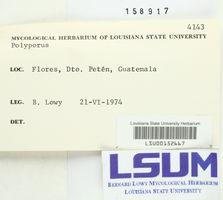 158917
4143
MYCOLOGICAL HERBARIUM OF LOUISIANA STATE UNIVERSITY
Polyporus
LOC. Flores, Dto. Petén, Guatemala
LEG. B. Lowy 21-VI-1974
DET.
Louisiana State University Herbarium
LSU00152667
LSUM
BERNARD LOWY MYCOLOGICAL HERBARIUM
LOUISIANA STATE UNIVERSITY